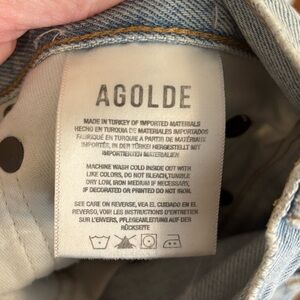 AGOLDE
MADE IN TURKEY OF IMPORTED MATERIALS
HECHO EN TURQUIA DE MATERIALES IMPORTADOS
FABRIQUÉ EN TURQUIE A PARTIR DE MATÉRIAUX
IMPORTÉS, IN DER TÜRKEI HERGESTELLT MIT
IMPORTIERTEN MATERIALIEN
MACHINE WASH COLD INSIDE OUT WITH
LIKE COLORS, DO NOT BLEACH,TUMBLE
DRY LOW, IRON MEDIUM IF NECESSARY,
IF DECORATED OR PRINTED DO NOT IRON.
SEE CARE ON REVERSE, VEA EL CUIDADO EN EL
REVERSO, VOIR LES INSTRUCTIONS D'ENTRETIEN
SUR L'ENVERS, PFLEGEANLEITUNG AUF DER
RÜCKSEITE